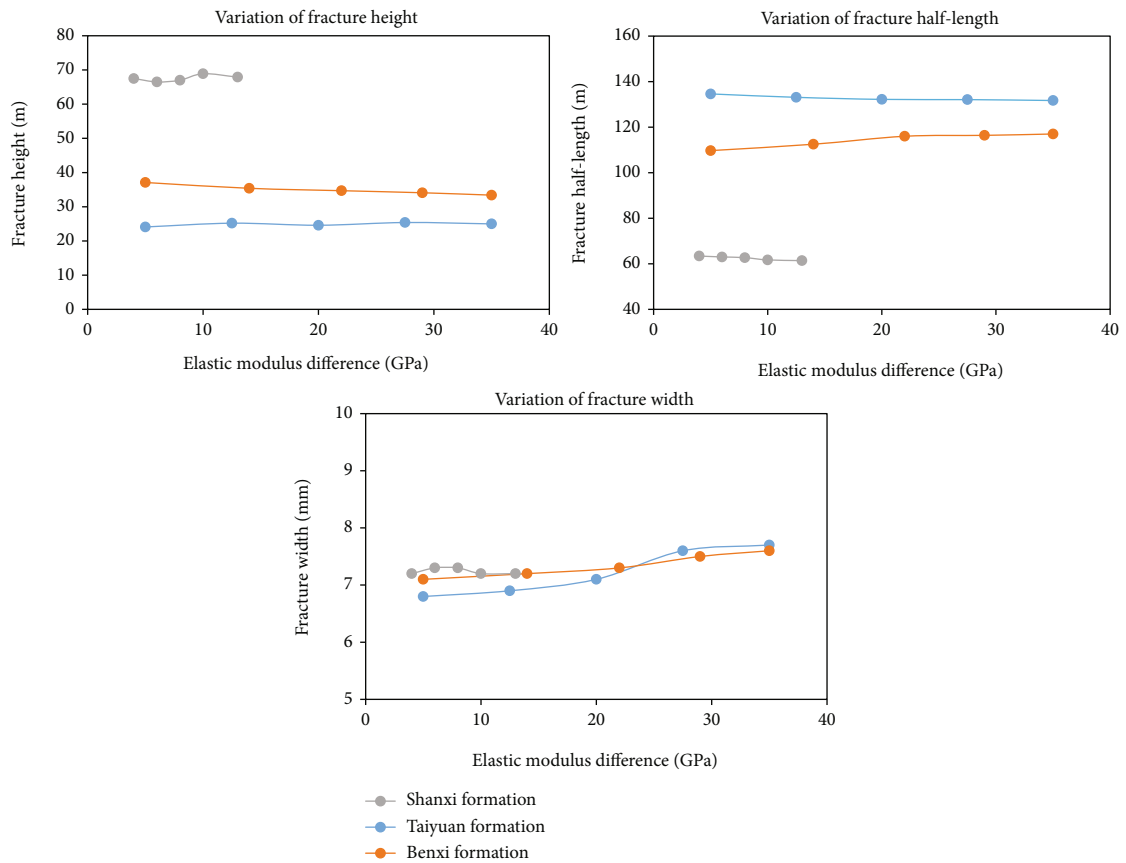 Variation of fracture height
80
70
60
50
40
30
20
10
0
0 10 20 30 40
Fracture height (m)
Elastic modulus difference (GPa)
Variation of fracture half-length
160
140
120
100
80
60
40
0 10 20 30 40
Fracture half-length (m)
Elastic modulus difference (GPa)
Variation of fracture width
10
9
8
7
6
5
0 10 20 30 40
Fracture width (mm)
Elastic modulus difference (GPa)
Shanxi formation
Taiyuan formation
Benxi formation